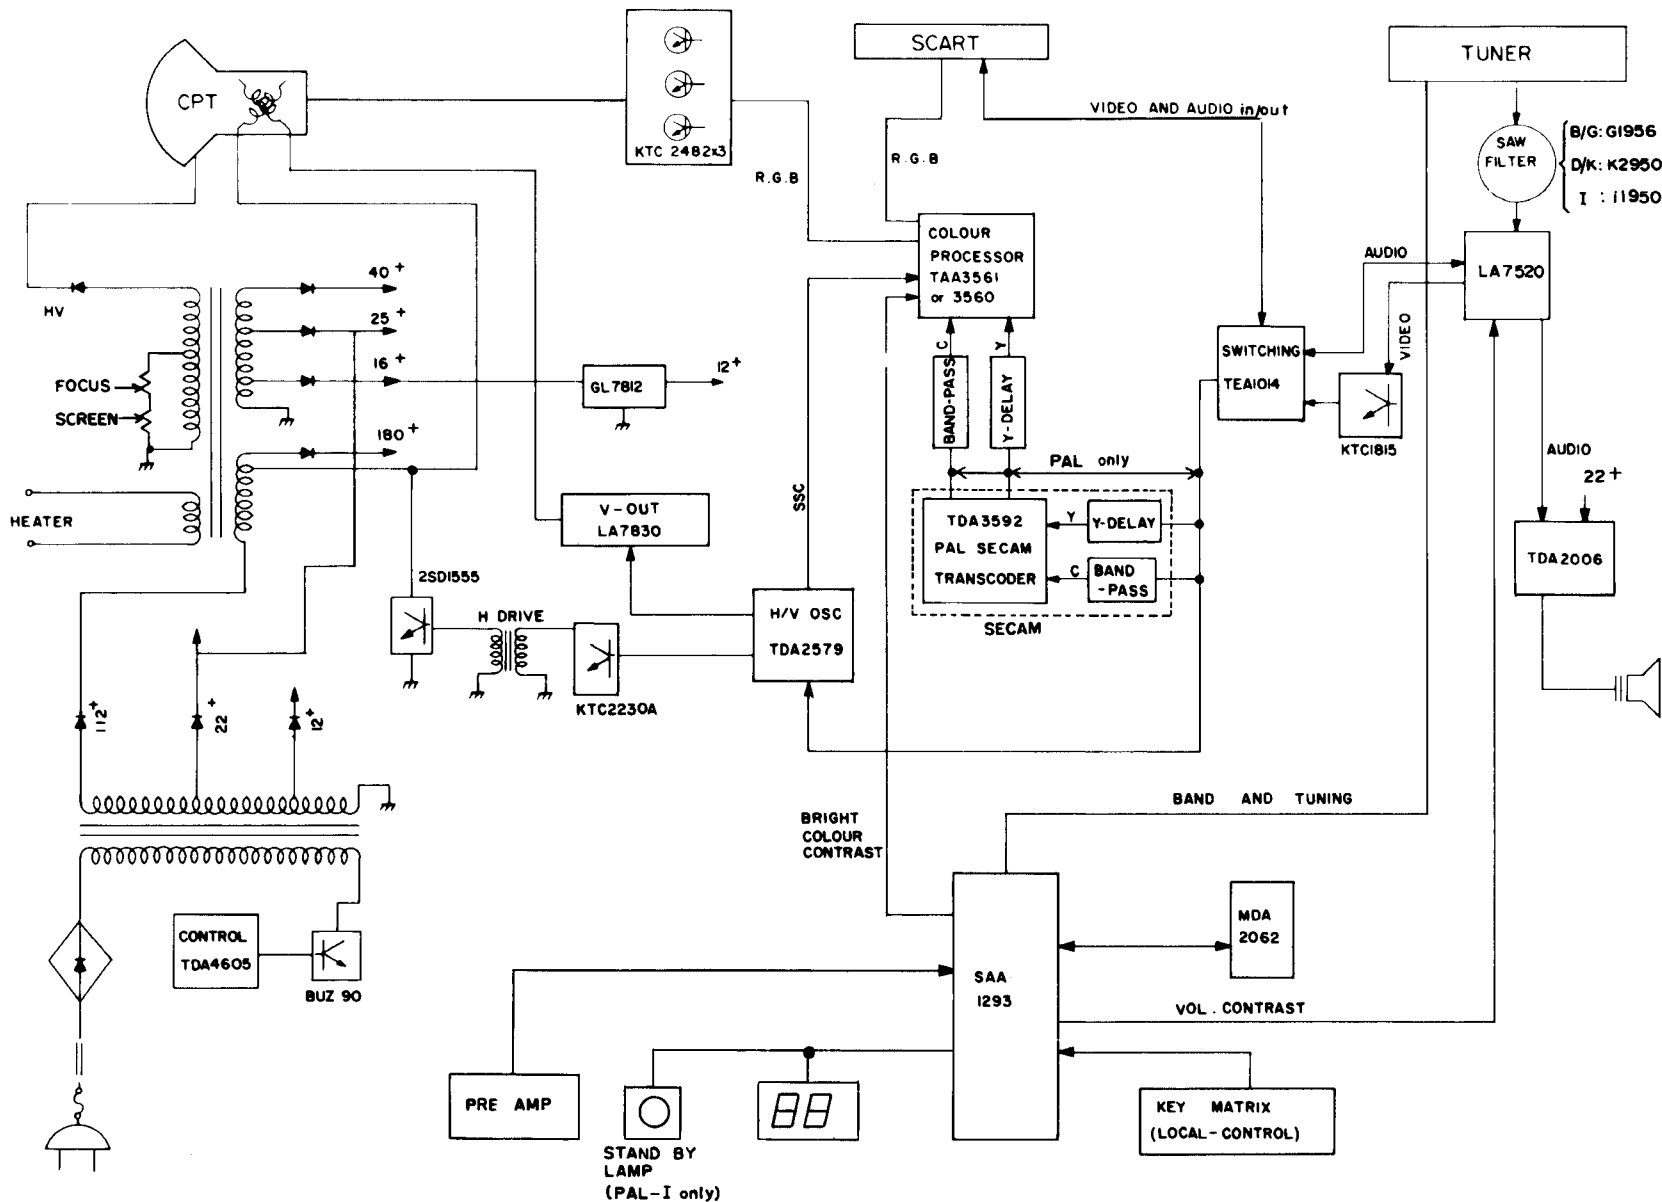 SCART
TUNER
CPT
KTC 2482x3
VIDEO AND AUDIO in/out
SAW
FILTER
B/G: G1956
D/K: K2950
I : i1950
R.G.B
R.G.B
COLOUR
PROCESSOR
TAA3561
or 3560
AUDIO
LA7520
HV
40+
25+
16+
180+
FOCUS
SCREEN
HEATER
GL7812
12+
C
Y
BAND-PASS
Y-DELAY
SWITCHING
TEA1014
VIDEO
KTC1815
AUDIO
22+
TDA2006
PAL only
SSC
V-OUT
LA7830
TDA3592
PAL SECAM
TRANSCODER
Y
Y-DELAY
C
BAND
-PASS
SECAM
2SD1555
H DRIVE
KTC2230A
H/V OSC
TDA2579
112+
22+
12+
BRIGHT
COLOUR
CONTRAST
BAND AND TUNING
CONTROL
TDA4605
BUZ 90
SAA
1293
MDA
2062
VOL. CONTRAST
PRE AMP
STAND BY
LAMP
(PAL-I only)
88
KEY MATRIX
(LOCAL-CONTROL)